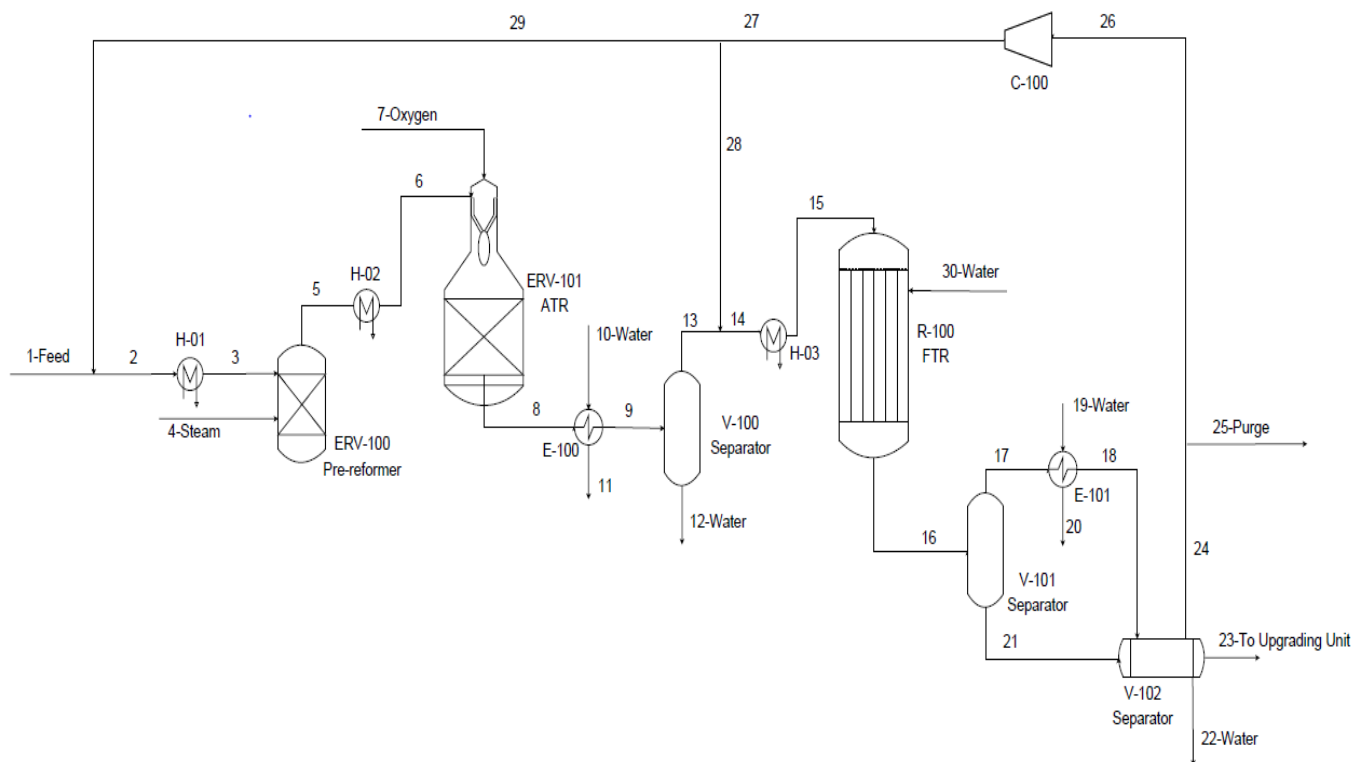 29
27
26
C-100
7-Oxygen
28
6
15
H-02
ERV-101
ATR
5
30-Water
10-Water
13
14
R-100
FTR
H-01
H-03
1-Feed
2
3
19-Water
8
9
V-100
Separator
25-Purge
4-Steam
ERV-100
Pre-reformer
E-100
17
18
E-101
11
12-Water
20
16
24
V-101
Separator
21
23-To Upgrading Unit
V-102
Separator
22-Water